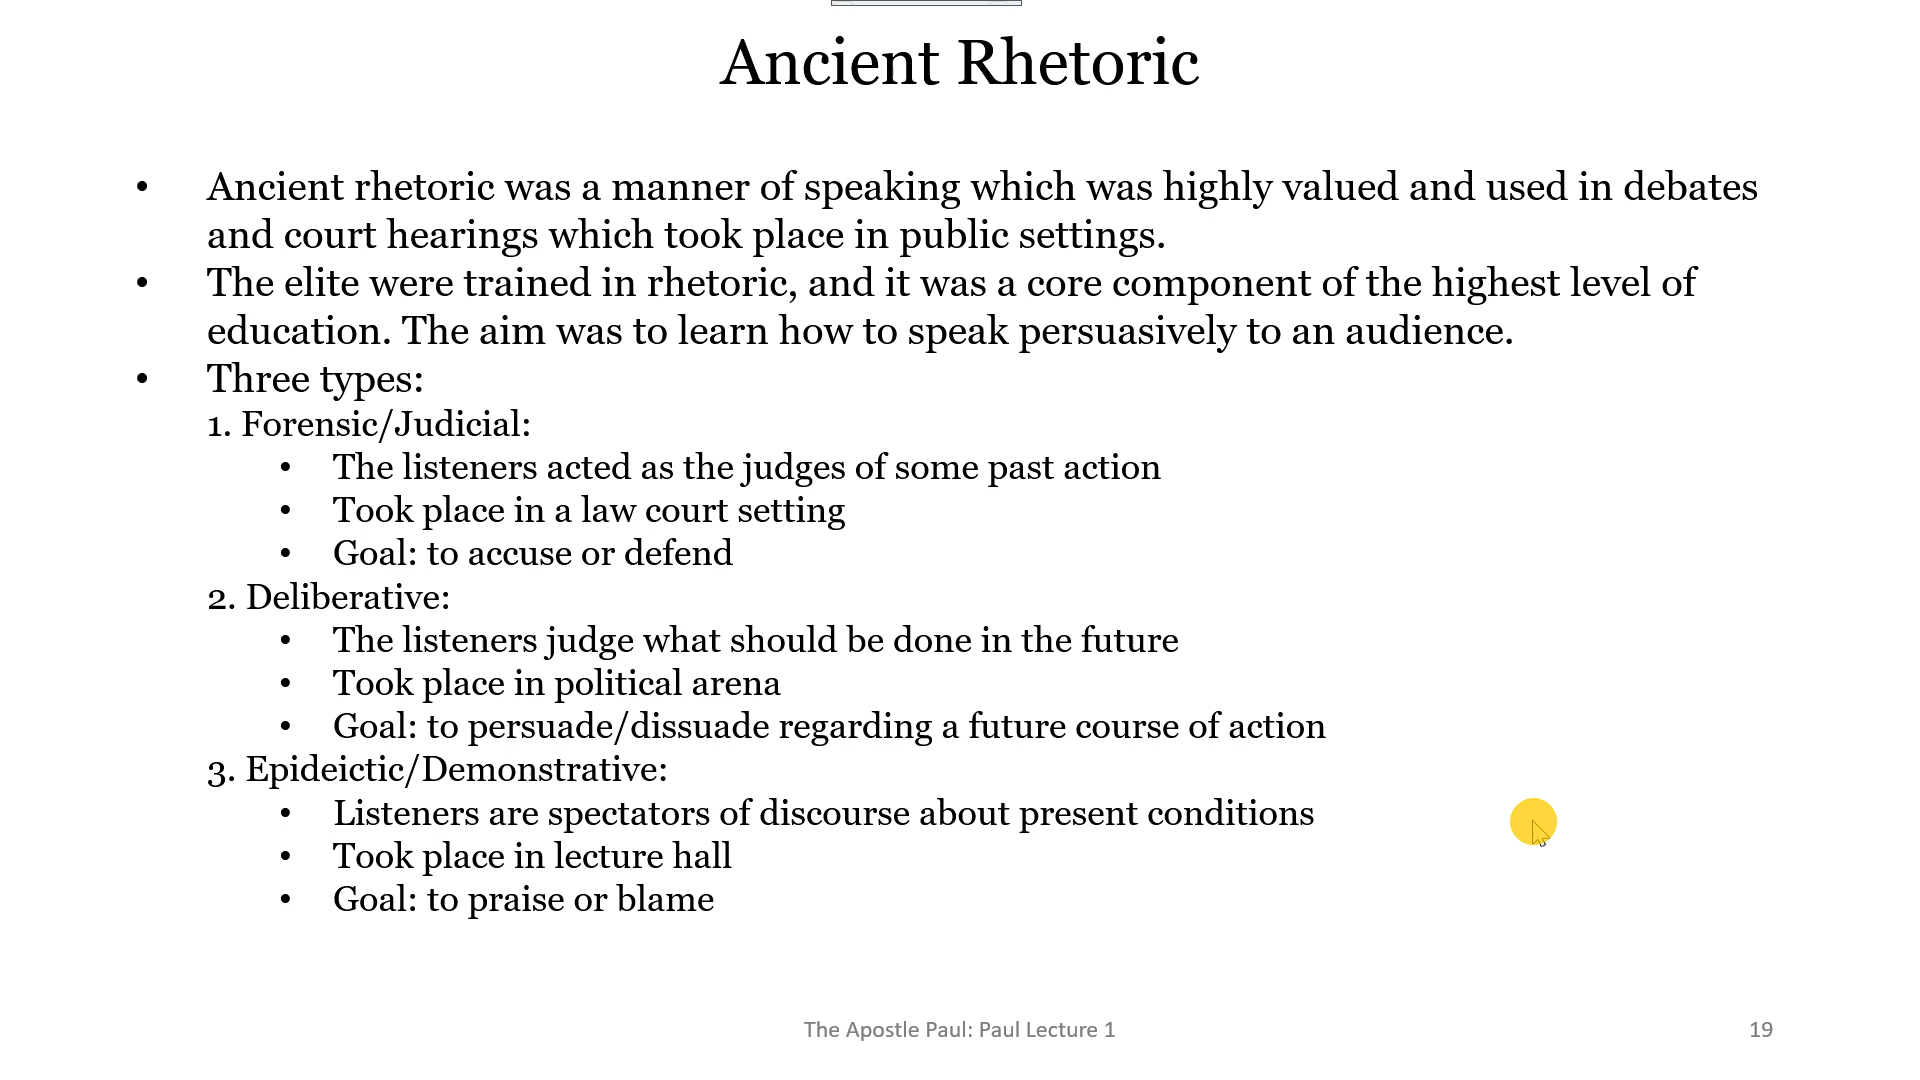 Ancient Rhetoric
• Ancient rhetoric was a manner of speaking which was highly valued and used in debates
and court hearings which took place in public settings.
• The elite were trained in rhetoric, and it was a core component of the highest level of
education. The aim was to learn how to speak persuasively to an audience.
• Three types:
1. Forensic/Judicial:
• The listeners acted as the judges of some past action
• Took place in a law court setting
• Goal: to accuse or defend
2. Deliberative:
• The listeners judge what should be done in the future
• Took place in political arena
• Goal: to persuade/dissuade regarding a future course of action
3. Epideictic/Demonstrative:
• Listeners are spectators of discourse about present conditions
• Took place in lecture hall
• Goal: to praise or blame
The Apostle Paul: Paul Lecture 1
19